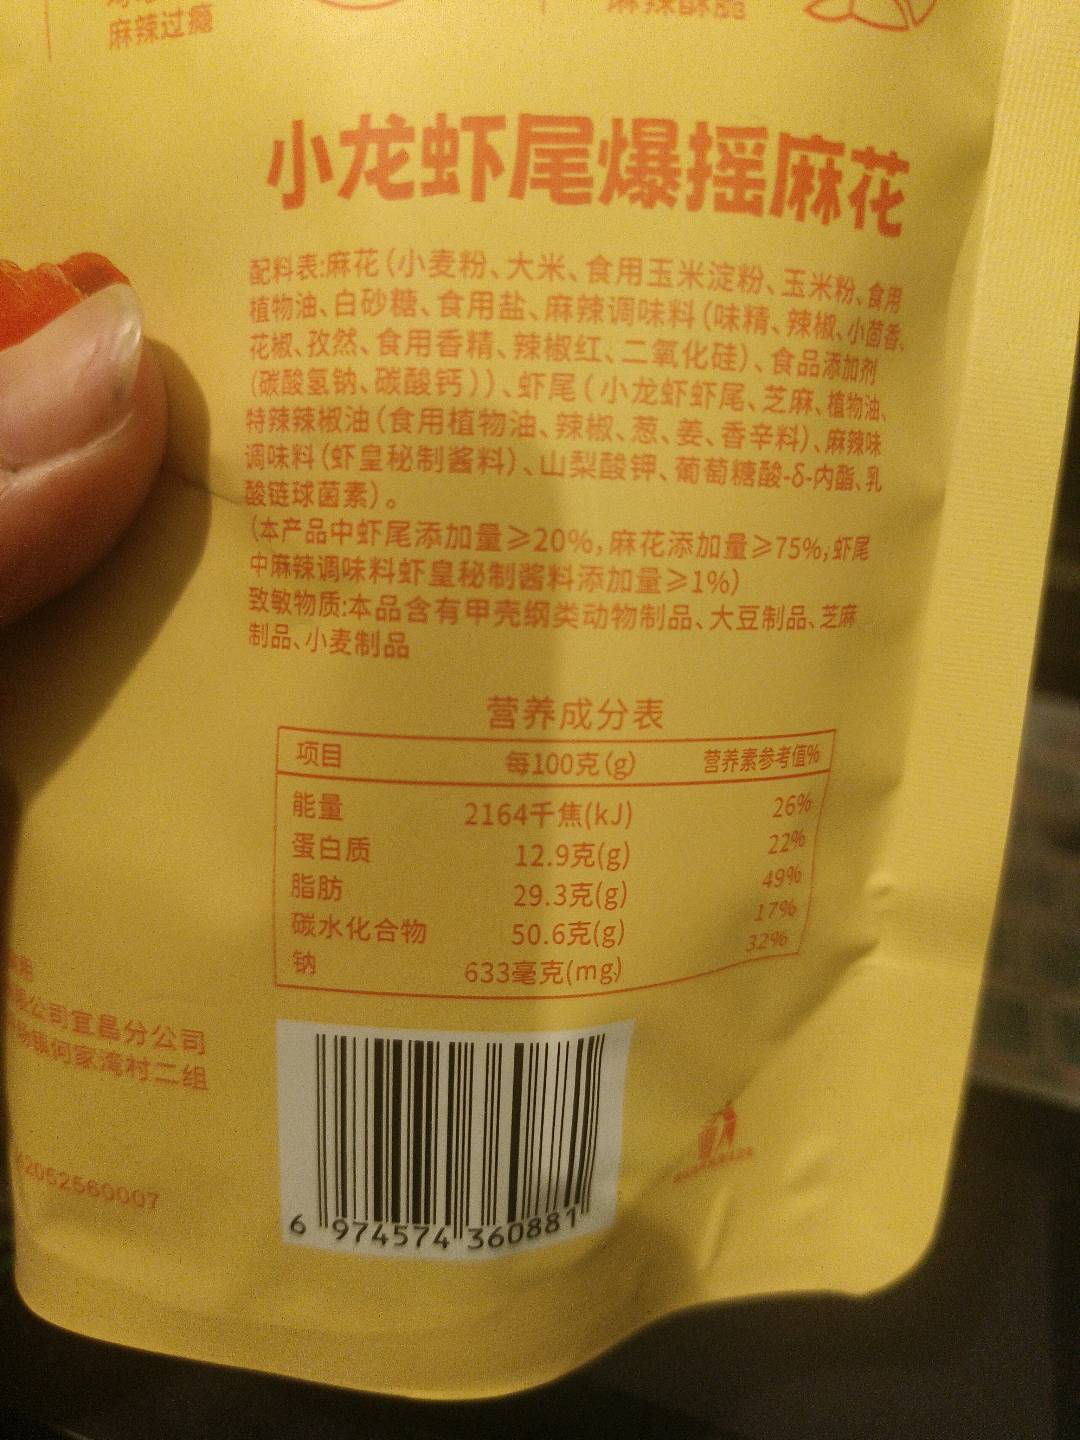 麻辣过瘾
麻辣酥脆
小龙虾尾爆摇麻花
配料表:麻花(小麦粉、大米、食用玉米淀粉、玉米粉、食用
植物油、白砂糖、食用盐、麻辣调味料(味精、辣椒、小茴香、
花椒、孜然、食用香精、辣椒红、二氧化硅)、食品添加剂
(碳酸氢钠、碳酸钙))、虾尾(小龙虾虾尾、芝麻、植物油、
特辣辣椒油(食用植物油、辣椒、葱、姜、香辛料)、麻辣味
调味料(虾皇秘制酱料)、山梨酸钾、葡萄糖酸-δ-内酯、乳
酸链球菌素)。
(本产品中虾尾添加量≥20%,麻花添加量≥75%;虾尾
中麻辣调味料虾皇秘制酱料添加量≥1%)
致敏物质:本品含有甲壳纲类动物制品、大豆制品、芝麻
制品、小麦制品
营养成分表
项目 每100克(g) 营养素参考值%
能量 2164千焦(kJ) 26%
蛋白质 12.9克(g) 22%
脂肪 29.3克(g) 49%
碳水化合物 50.6克(g) 17%
钠 633毫克(mg) 32%
公司宜昌分公司
镇何家湾村二组
2052560007
6 974574 360881